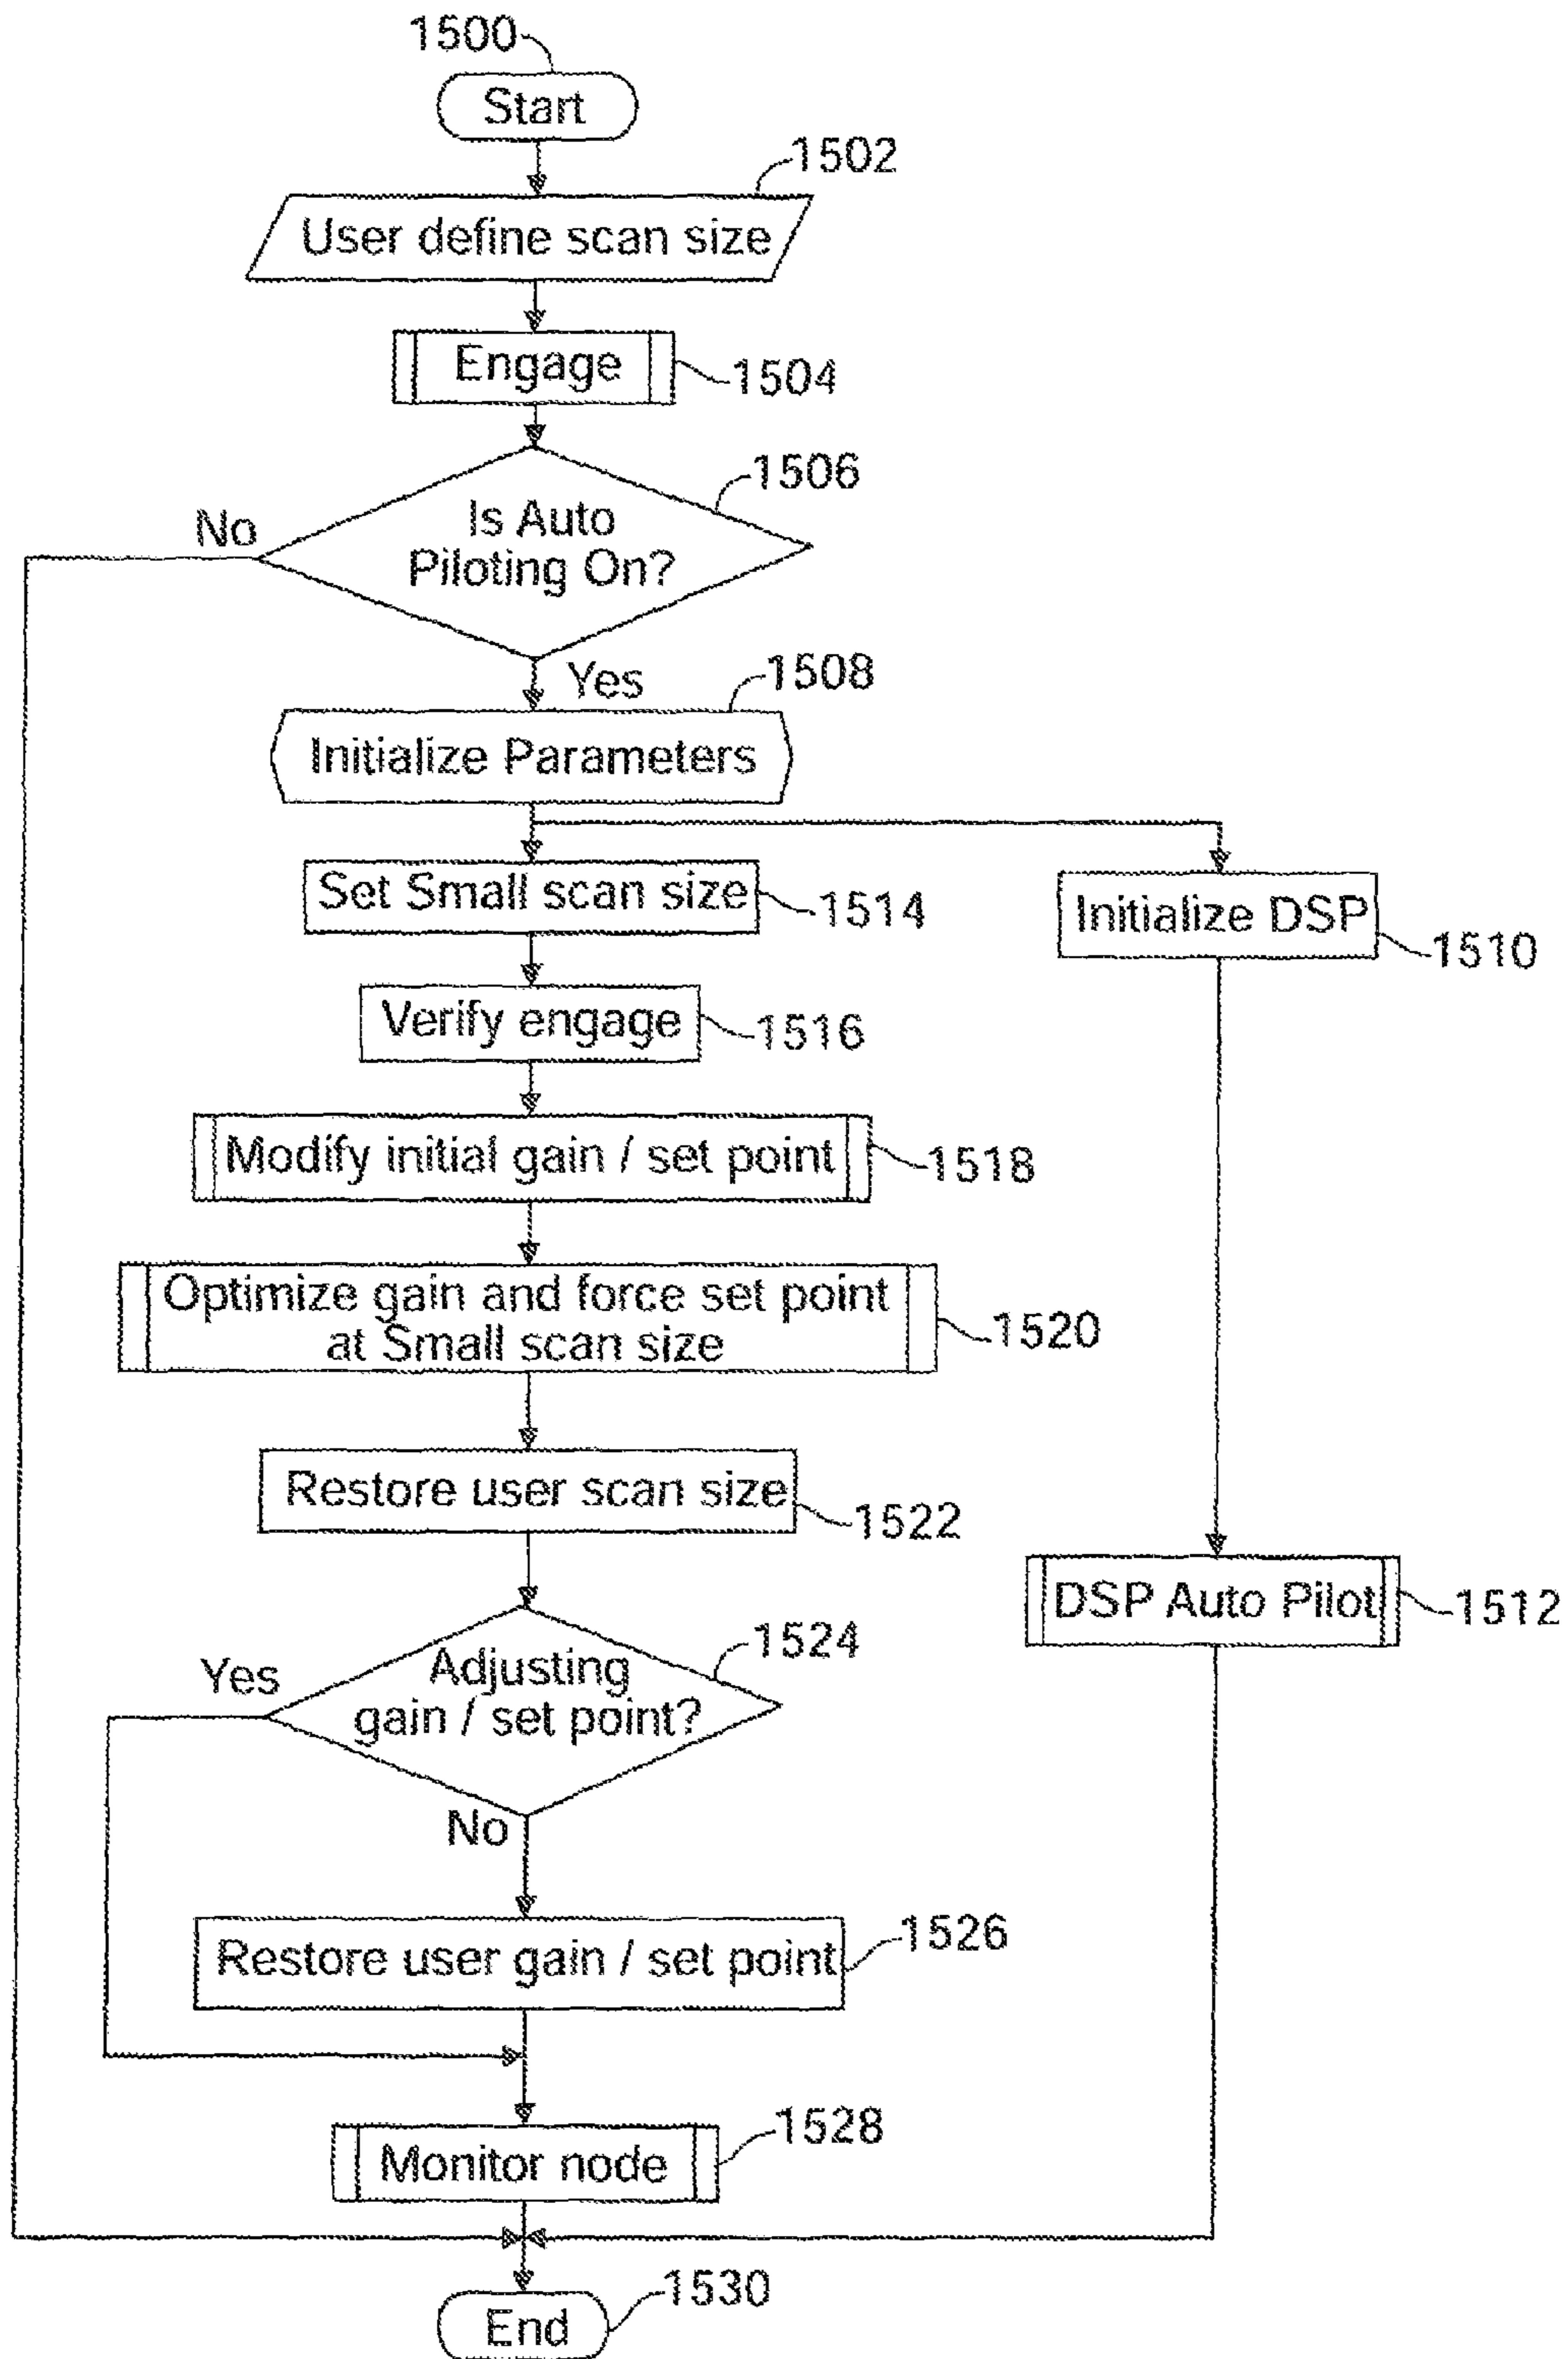 1500
Start
1502
User define scan size
Engage
1504
1506
No
Is Auto
Piloting On?
Yes
1508
Initialize Parameters
Set Small scan size
1514
Initialize DSP
1510
Verify engage
1516
Modify initial gain / set point
1518
Optimize gain and force set point
at Small scan size
1520
Restore user scan size
1522
DSP Auto Pilot
1512
1524
Yes
Adjusting
gain / set point?
No
Restore user gain / set point
1526
Monitor node
1528
1530
End